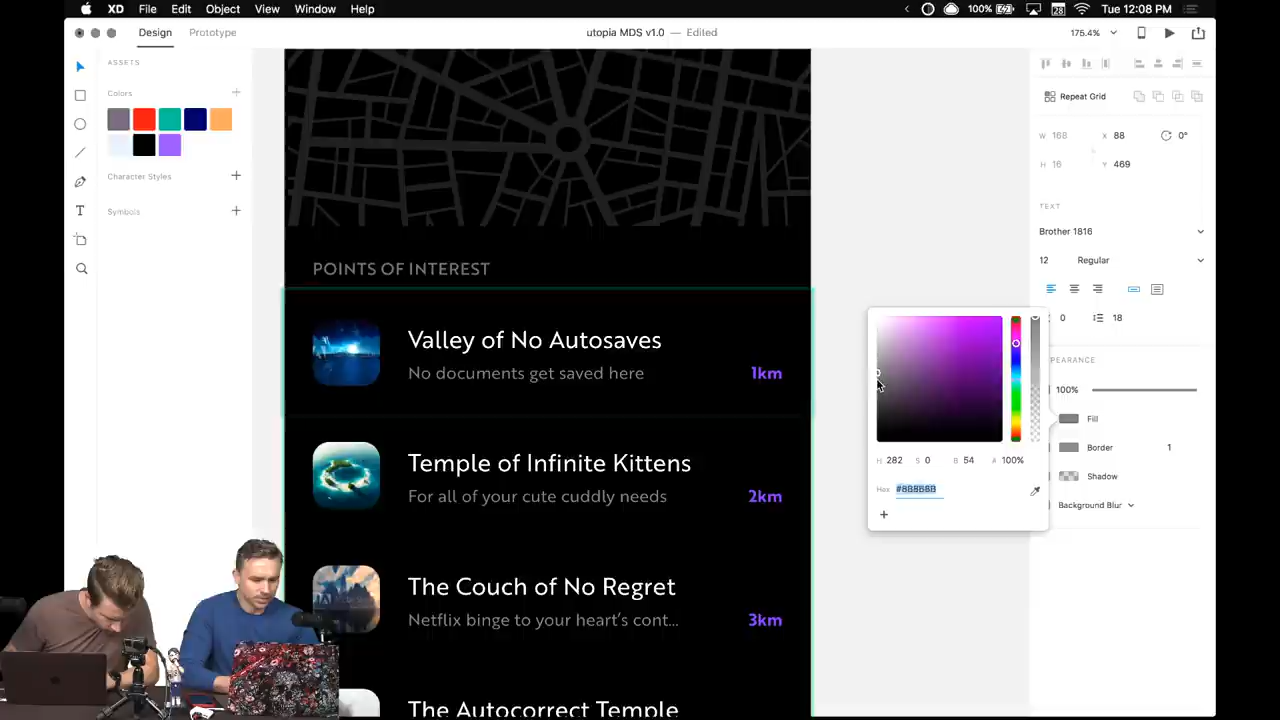 XD File Edit Object View Window Help
100% 28 Tue 12:08 PM
Design Prototype
utopia MDS v1.0 — Edited
175.4%
ASSETS
Colors
Character Styles
Symbols
POINTS OF INTEREST
Valley of No Autosaves
No documents get saved here
1km
Temple of Infinite Kittens
For all of your cute cuddly needs
2km
The Couch of No Regret
Netflix binge to your heart's cont...
3km
The Autocorrect Temple
H 282 S 0 B 54 A 100%
Hex #8B8B8B
Repeat Grid
W 168 X 88 0°
H 16 Y 469
TEXT
Brother 1816
12 Regular
0 18
PEARANCE
100%
Fill
Border 1
Shadow
Background Blur